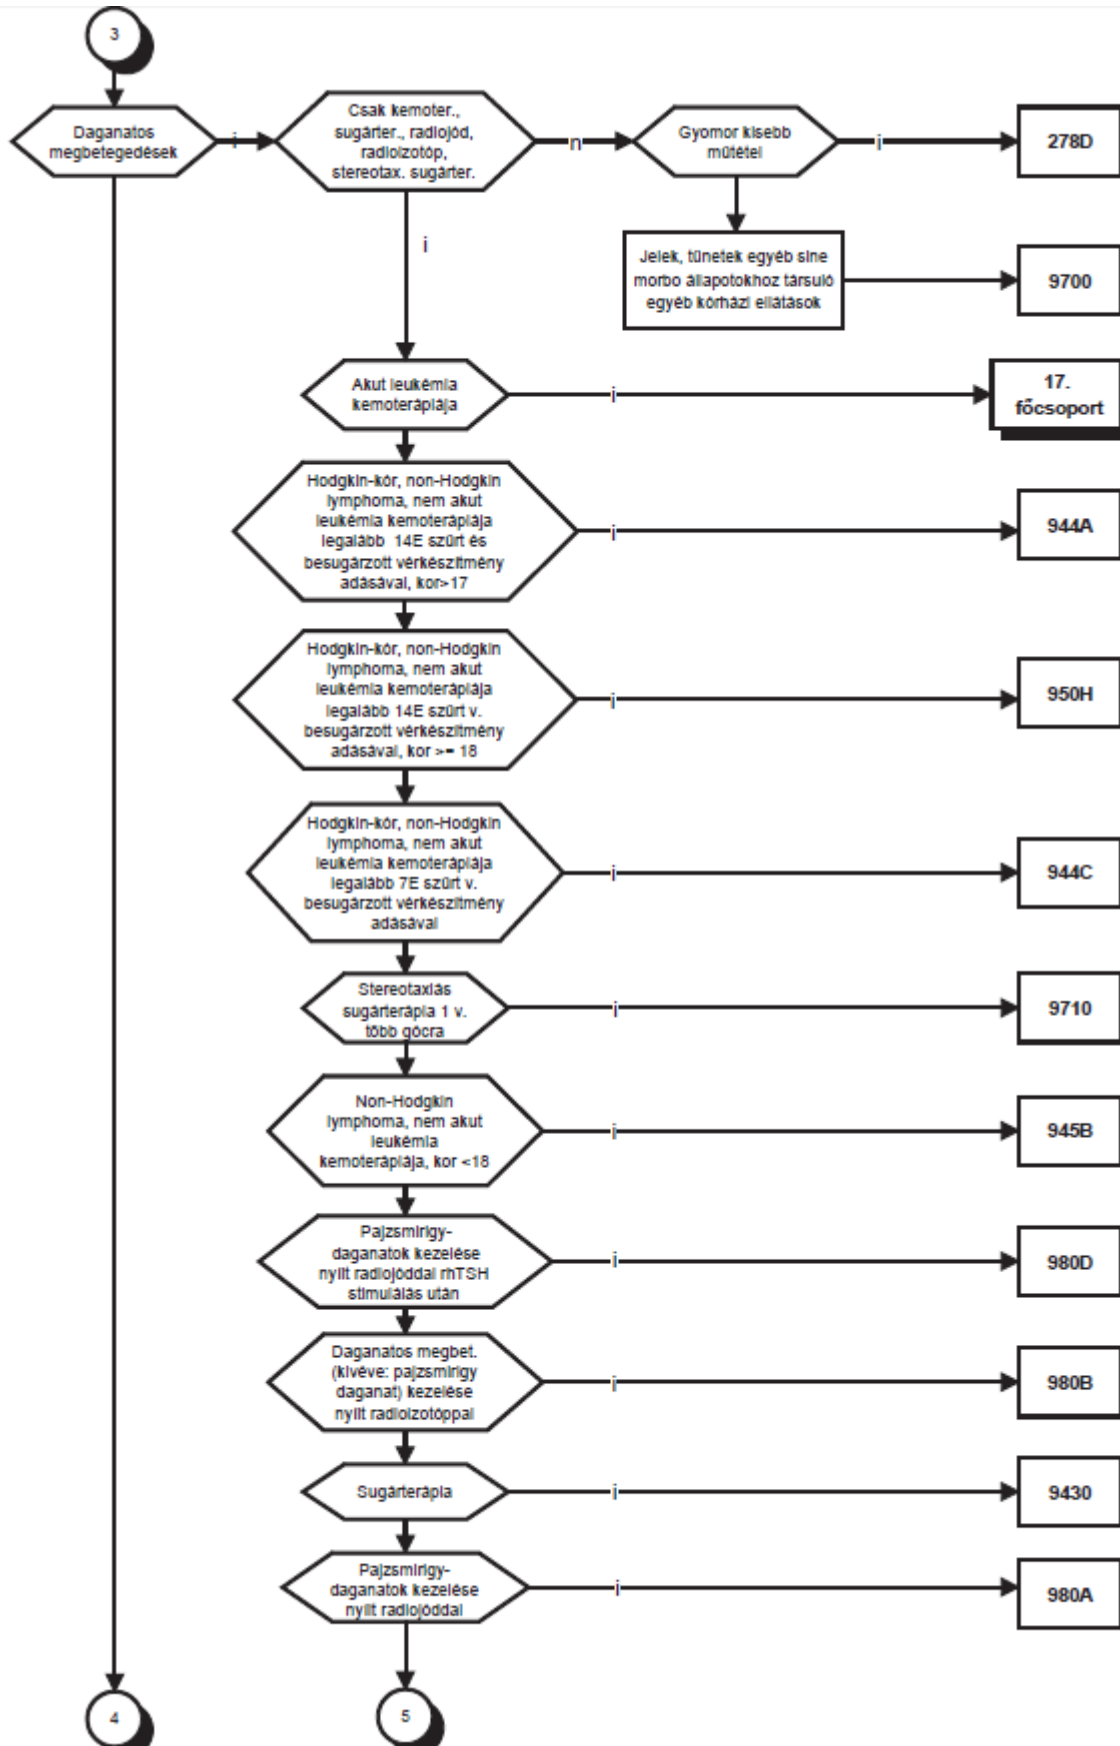 3
Daganatos
megbetegedések
i
Csak kemoter.,
sugárter., radiojód,
radioizotóp,
stereotax. sugárter.
n
Gyomor kisebb
műtétei
i
278D
i
Jelek, tünetek egyéb sine
morbo állapotokhoz társuló
egyéb kórházi ellátások
9700
Akut leukémia
kemoterápiája
i
17.
főcsoport
Hodgkin-kór, non-Hodgkin
lymphoma, nem akut
leukémia kemoterápiája
legalább 14E szűrt és
besugárzott vérkészítmény
adásával, kor>17
i
944A
Hodgkin-kór, non-Hodgkin
lymphoma, nem akut
leukémia kemoterápiája
legalább 14E szűrt v.
besugárzott vérkészítmény
adásával, kor >= 18
i
950H
Hodgkin-kór, non-Hodgkin
lymphoma, nem akut
leukémia kemoterápiája
legalább 7E szűrt v.
besugárzott vérkészítmény
adásával
i
944C
Stereotaxiás
sugárterápia 1 v.
több gócra
i
9710
Non-Hodgkin
lymphoma, nem akut
leukémia
kemoterápiája, kor <18
i
945B
Pajzsmirigy-
daganatok kezelése
nyílt radiojóddal rhTSH
stimulálás után
i
980D
Daganatos megbet.
(kivéve: pajzsmirigy
daganat) kezelése
nyílt radioizotóppal
i
980B
Sugárterápia
i
9430
Pajzsmirigy-
daganatok kezelése
nyílt radiojóddal
i
980A
4
5